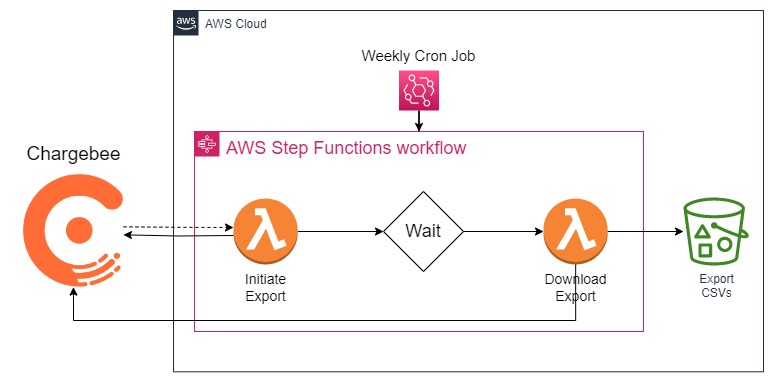 aws
AWS Cloud
Weekly Cron Job
AWS Step Functions workflow
Chargebee
Wait
Initiate
Export
Download
Export
Export
CSVs